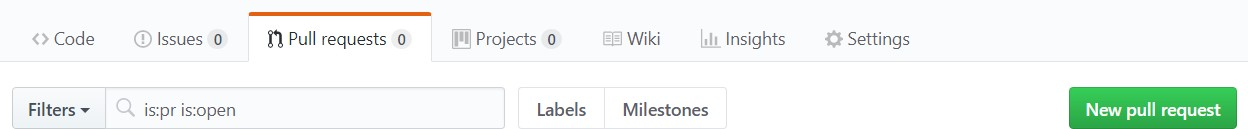 Code Issues 0 Pull requests 0 Projects 0 Wiki Insights Settings
Filters is:pr is:open Labels Milestones New pull request